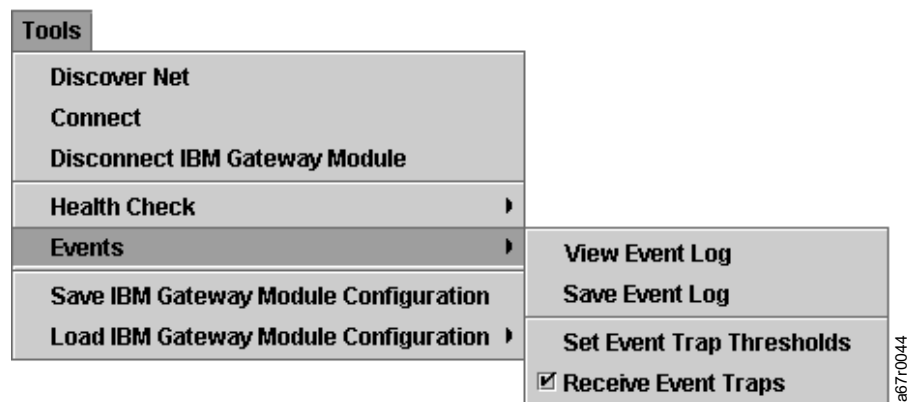 Tools
Discover Net
Connect
Disconnect IBM Gateway Module
Health Check
Events
Save IBM Gateway Module Configuration
Load IBM Gateway Module Configuration
View Event Log
Save Event Log
Set Event Trap Thresholds
Receive Event Traps
a67r0044